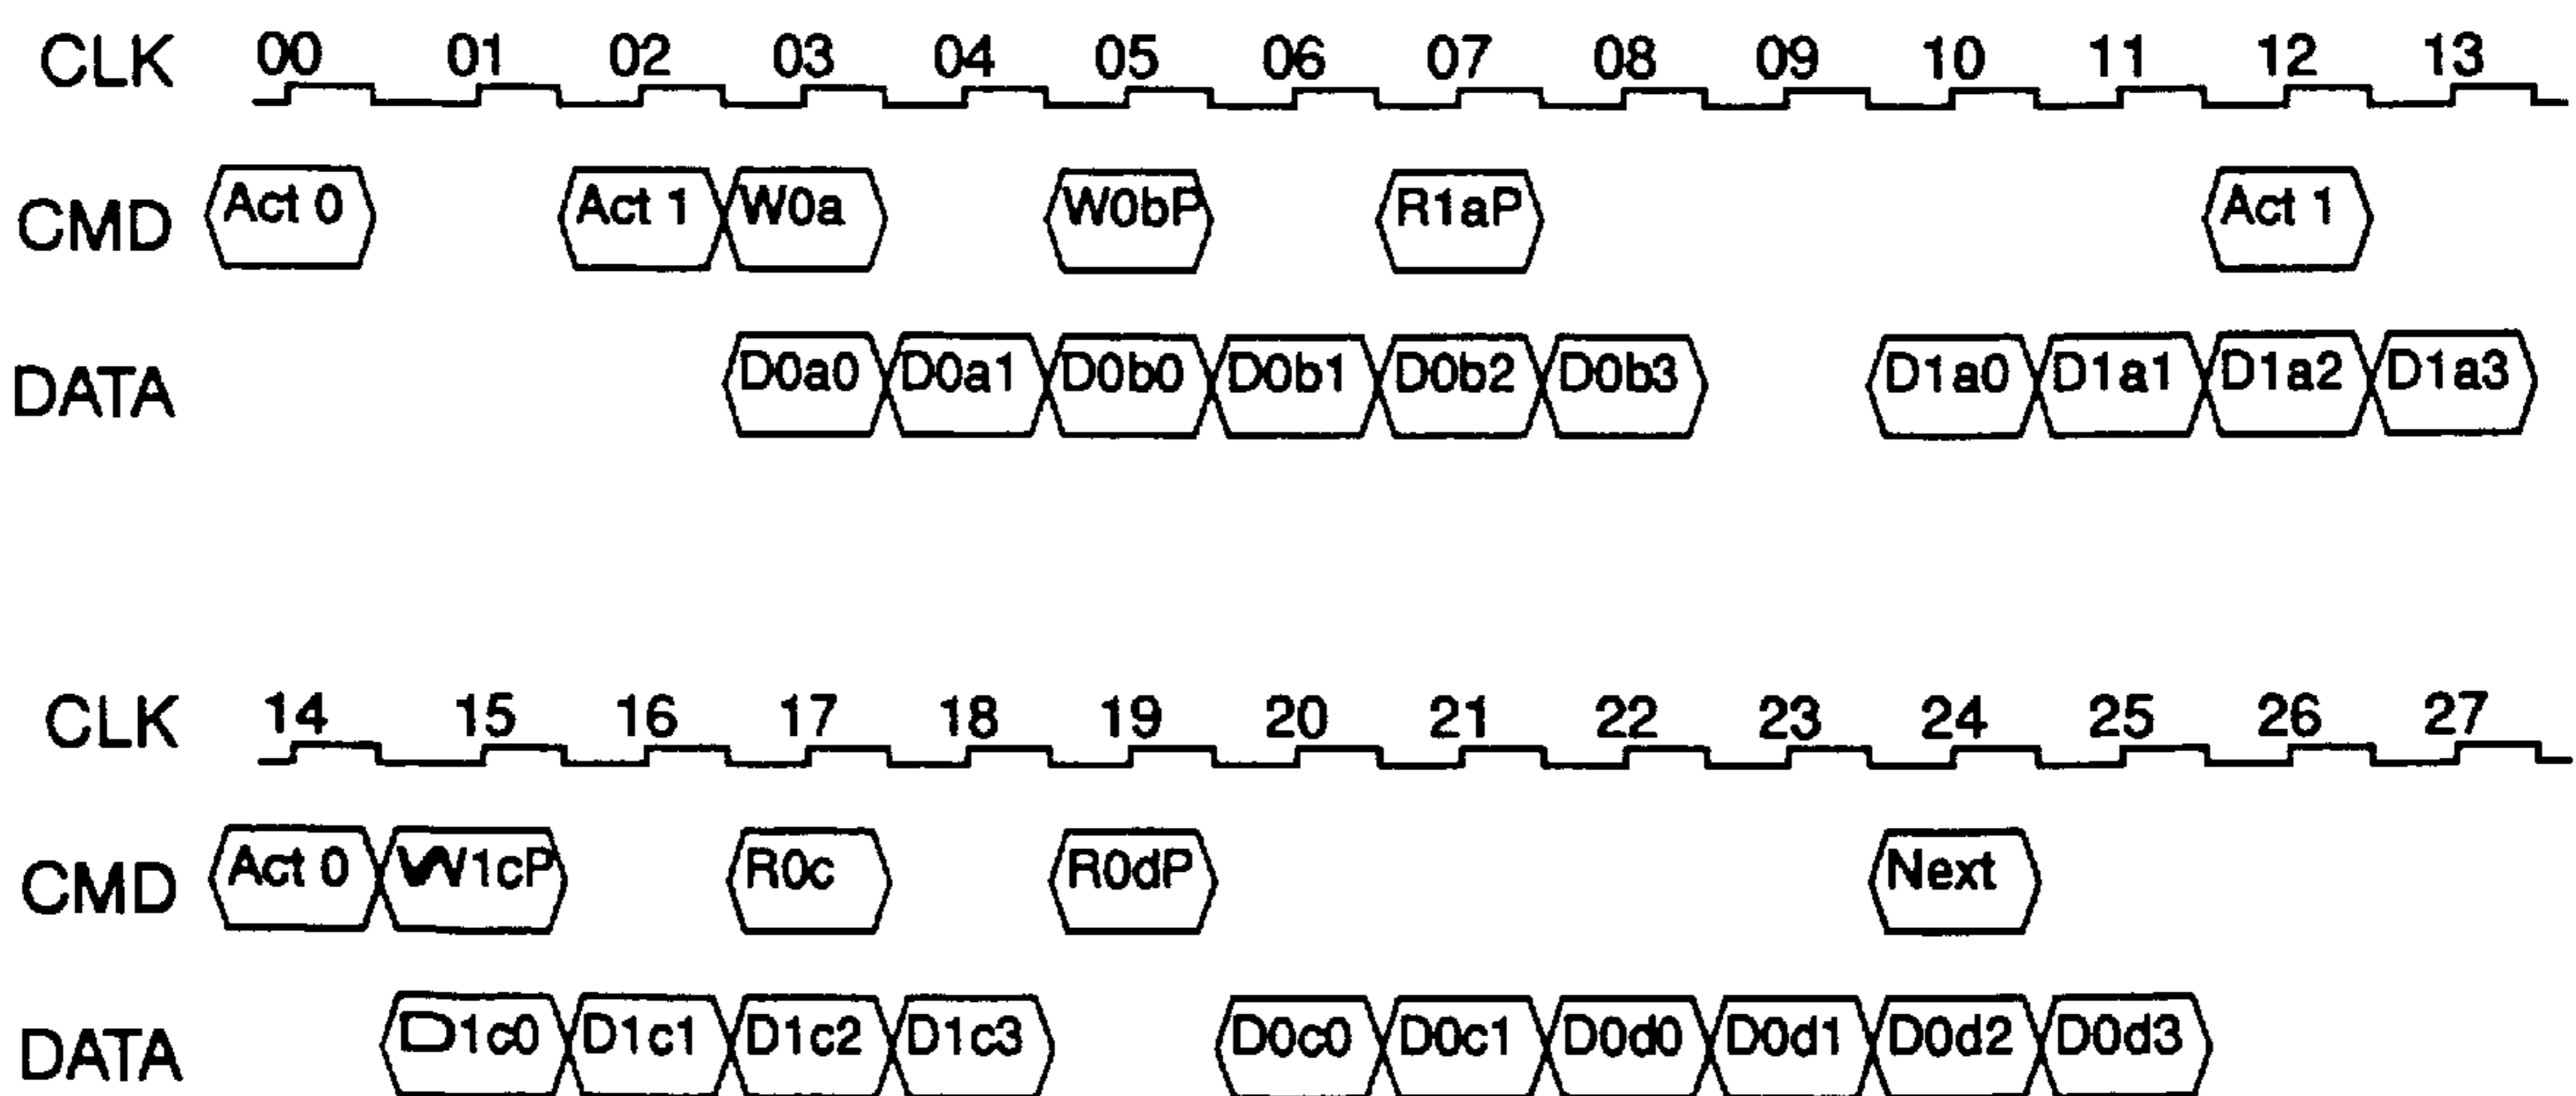 CLK 00 01 02 03 04 05 06 07 08 09 10 11 12 13
CMD Act 0 Act 1 W0a W0bP R1aP Act 1
DATA D0a0 D0a1 D0b0 D0b1 D0b2 D0b3 D1a0 D1a1 D1a2 D1a3
CLK 14 15 16 17 18 19 20 21 22 23 24 25 26 27
CMD Act 0 W1cP R0c R0dP Next
DATA D1c0 D1c1 D1c2 D1c3 D0c0 D0c1 D0d0 D0d1 D0d2 D0d3